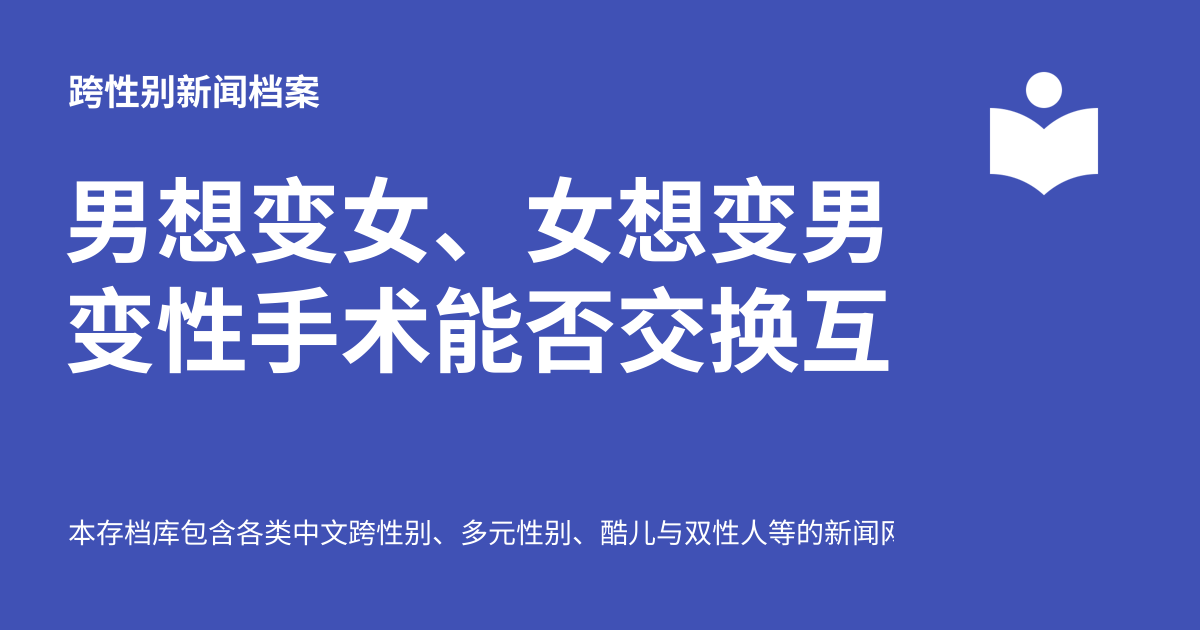 跨性别新闻档案
男想变女、女想变男
变性手术能否交换互
本存档库包含各类中文跨性别、多元性别、酷儿与双性人等的新闻